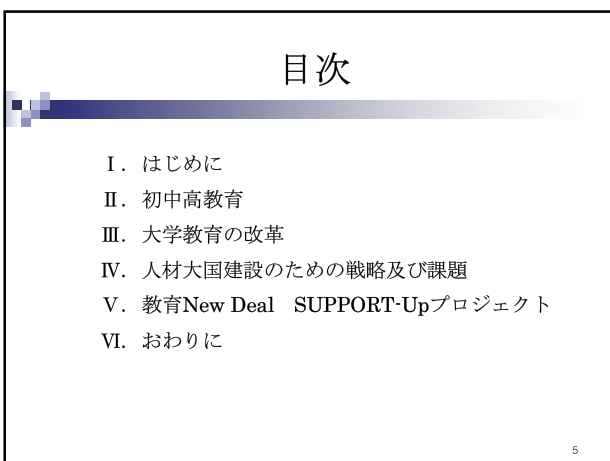 目次
Ⅰ．はじめに
Ⅱ．初中高教育
Ⅲ．大学教育の改革
Ⅳ．人材大国建設のための戦略及び課題
Ⅴ．教育New Deal　SUPPORT-Upプロジェクト
Ⅵ．おわりに
5